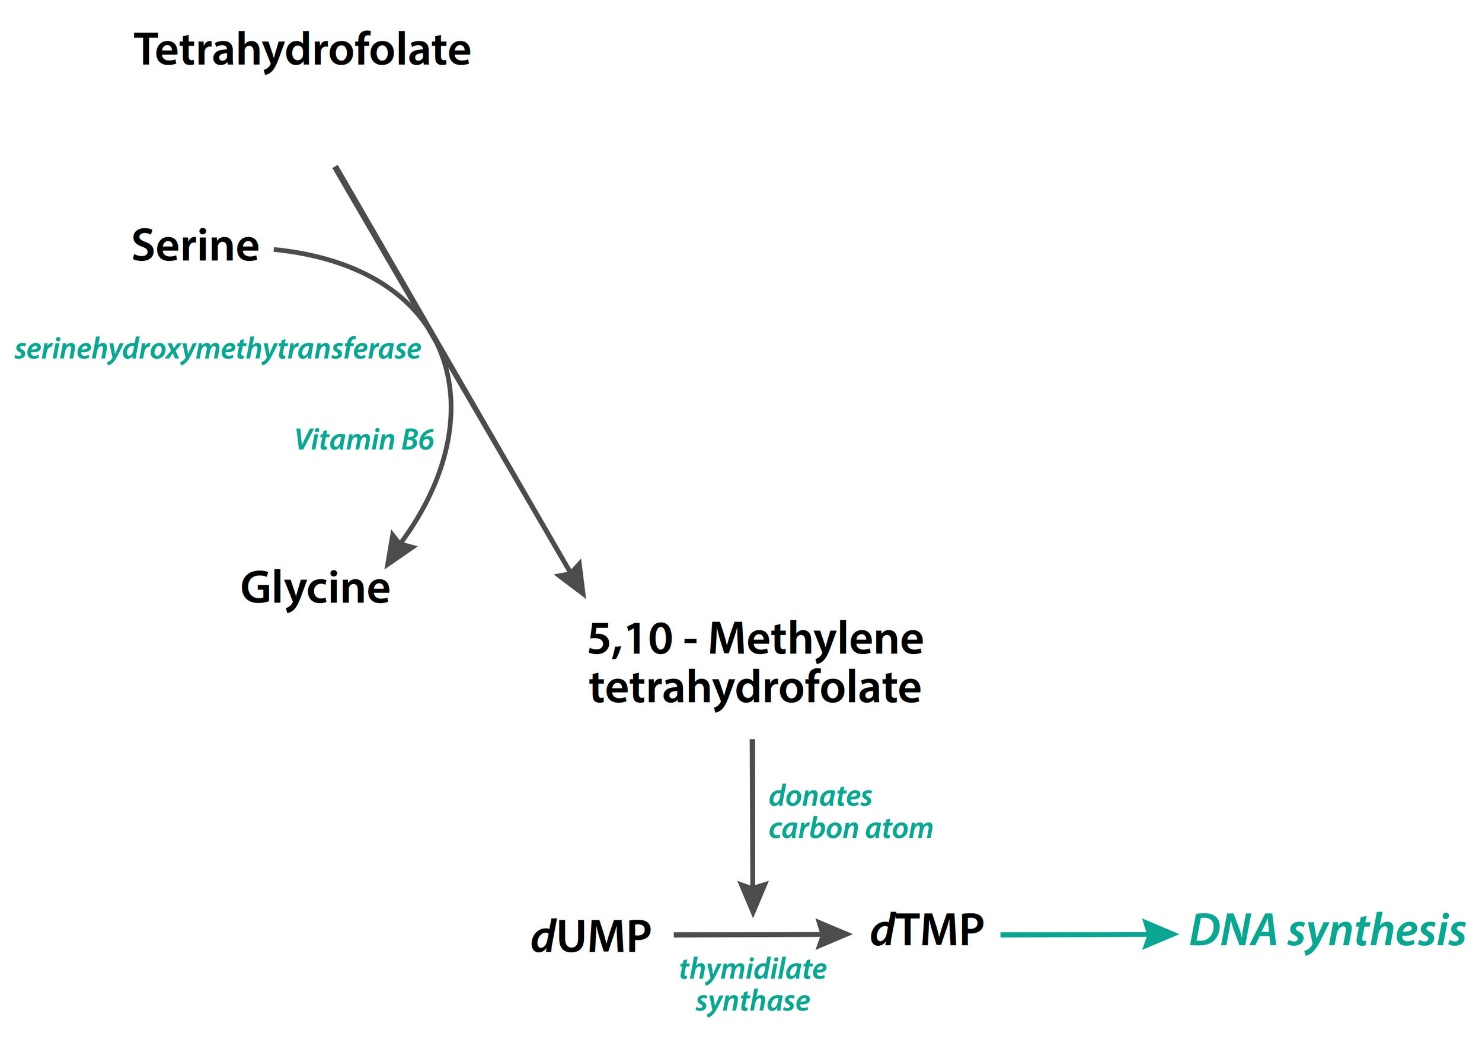 Tetrahydrofolate
Serine
serinehydroxymethytransferase
Vitamin B6
Glycine
5,10 - Methylene
tetrahydrofolate
donates
carbon atom
dUMP
dTMP
DNA synthesis
thymidilate
synthase